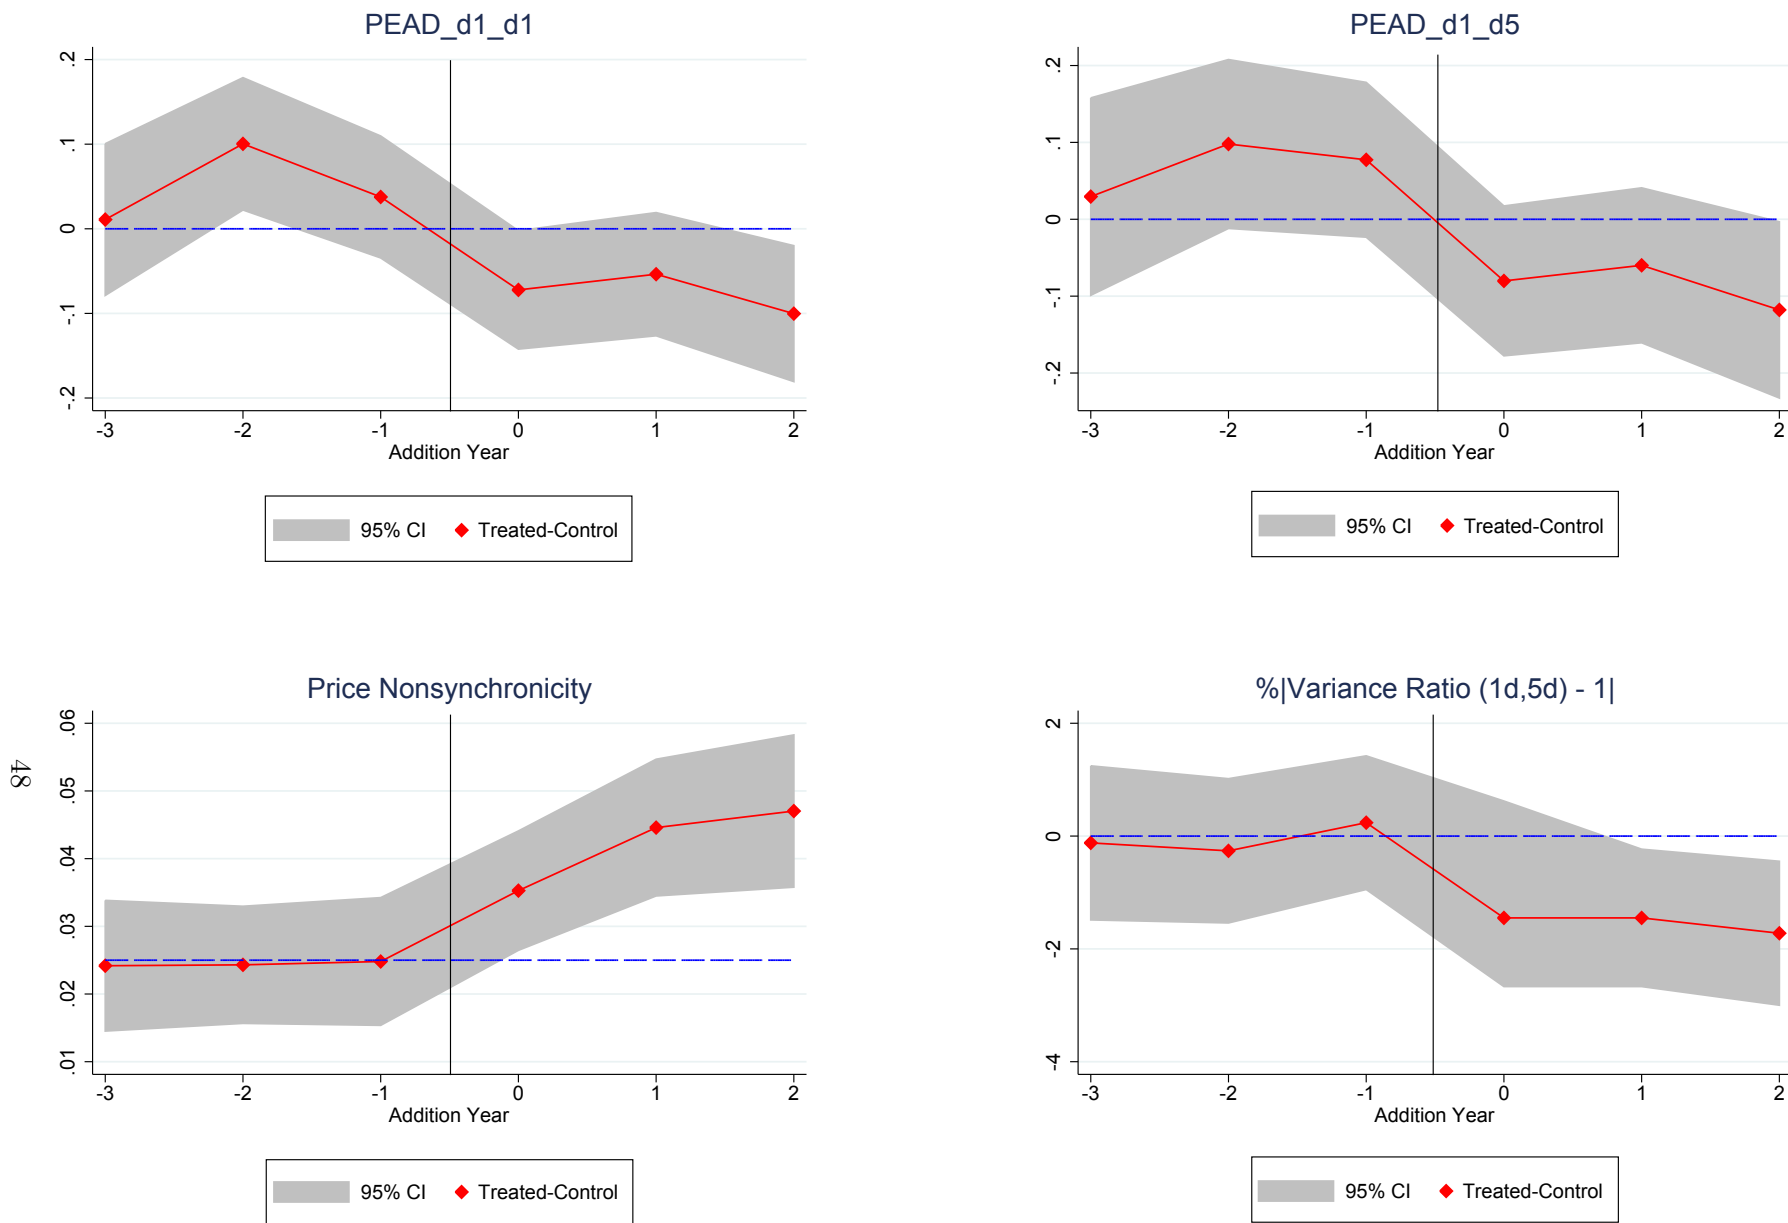 PEAD_d1_d1
.2
.1
0
-.1
-.2
-3 -2 -1 0 1 2
Addition Year
95% CI Treated-Control
PEAD_d1_d5
.2
.1
0
-.1
-.2
-3 -2 -1 0 1 2
Addition Year
95% CI Treated-Control
Price Nonsynchronicity
.06
.05
.04
.03
.02
.01
-3 -2 -1 0 1 2
Addition Year
95% CI Treated-Control
%|Variance Ratio (1d,5d) - 1|
2
0
-2
-4
-3 -2 -1 0 1 2
Addition Year
95% CI Treated-Control
48